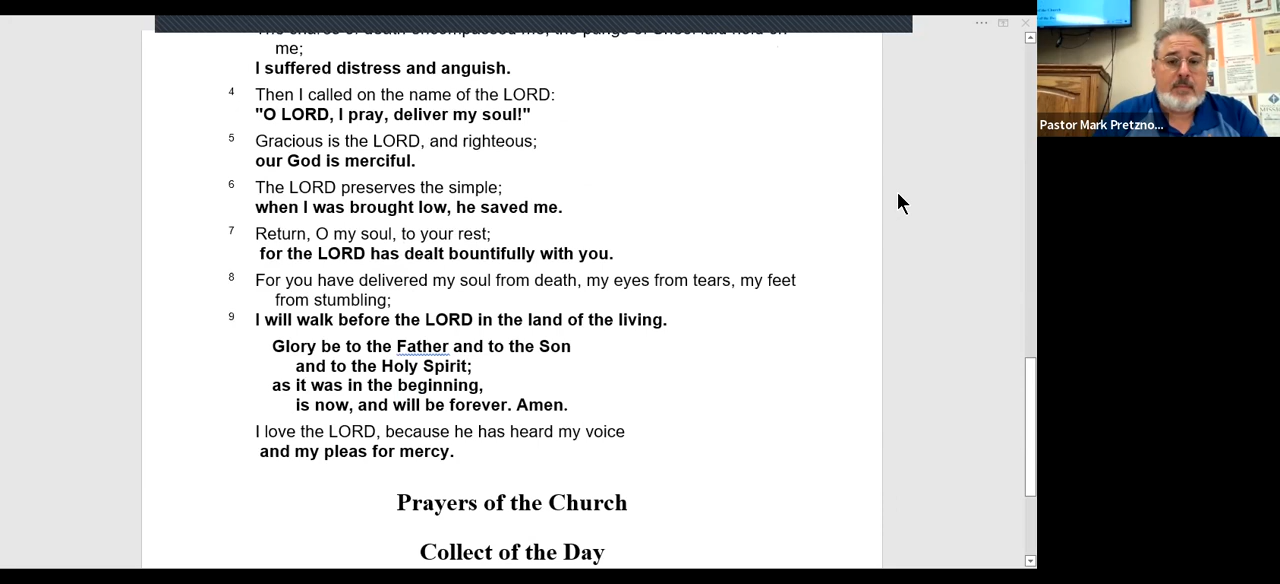 me;
I suffered distress and anguish.
4 Then I called on the name of the LORD:
"O LORD, I pray, deliver my soul!"
5 Gracious is the LORD, and righteous;
our God is merciful.
6 The LORD preserves the simple;
when I was brought low, he saved me.
7 Return, O my soul, to your rest;
for the LORD has dealt bountifully with you.
8 For you have delivered my soul from death, my eyes from tears, my feet
from stumbling;
9 I will walk before the LORD in the land of the living.
Glory be to the Father and to the Son
and to the Holy Spirit;
as it was in the beginning,
is now, and will be forever. Amen.
I love the LORD, because he has heard my voice
and my pleas for mercy.
Prayers of the Church
Collect of the Day
Pastor Mark Pretzno...